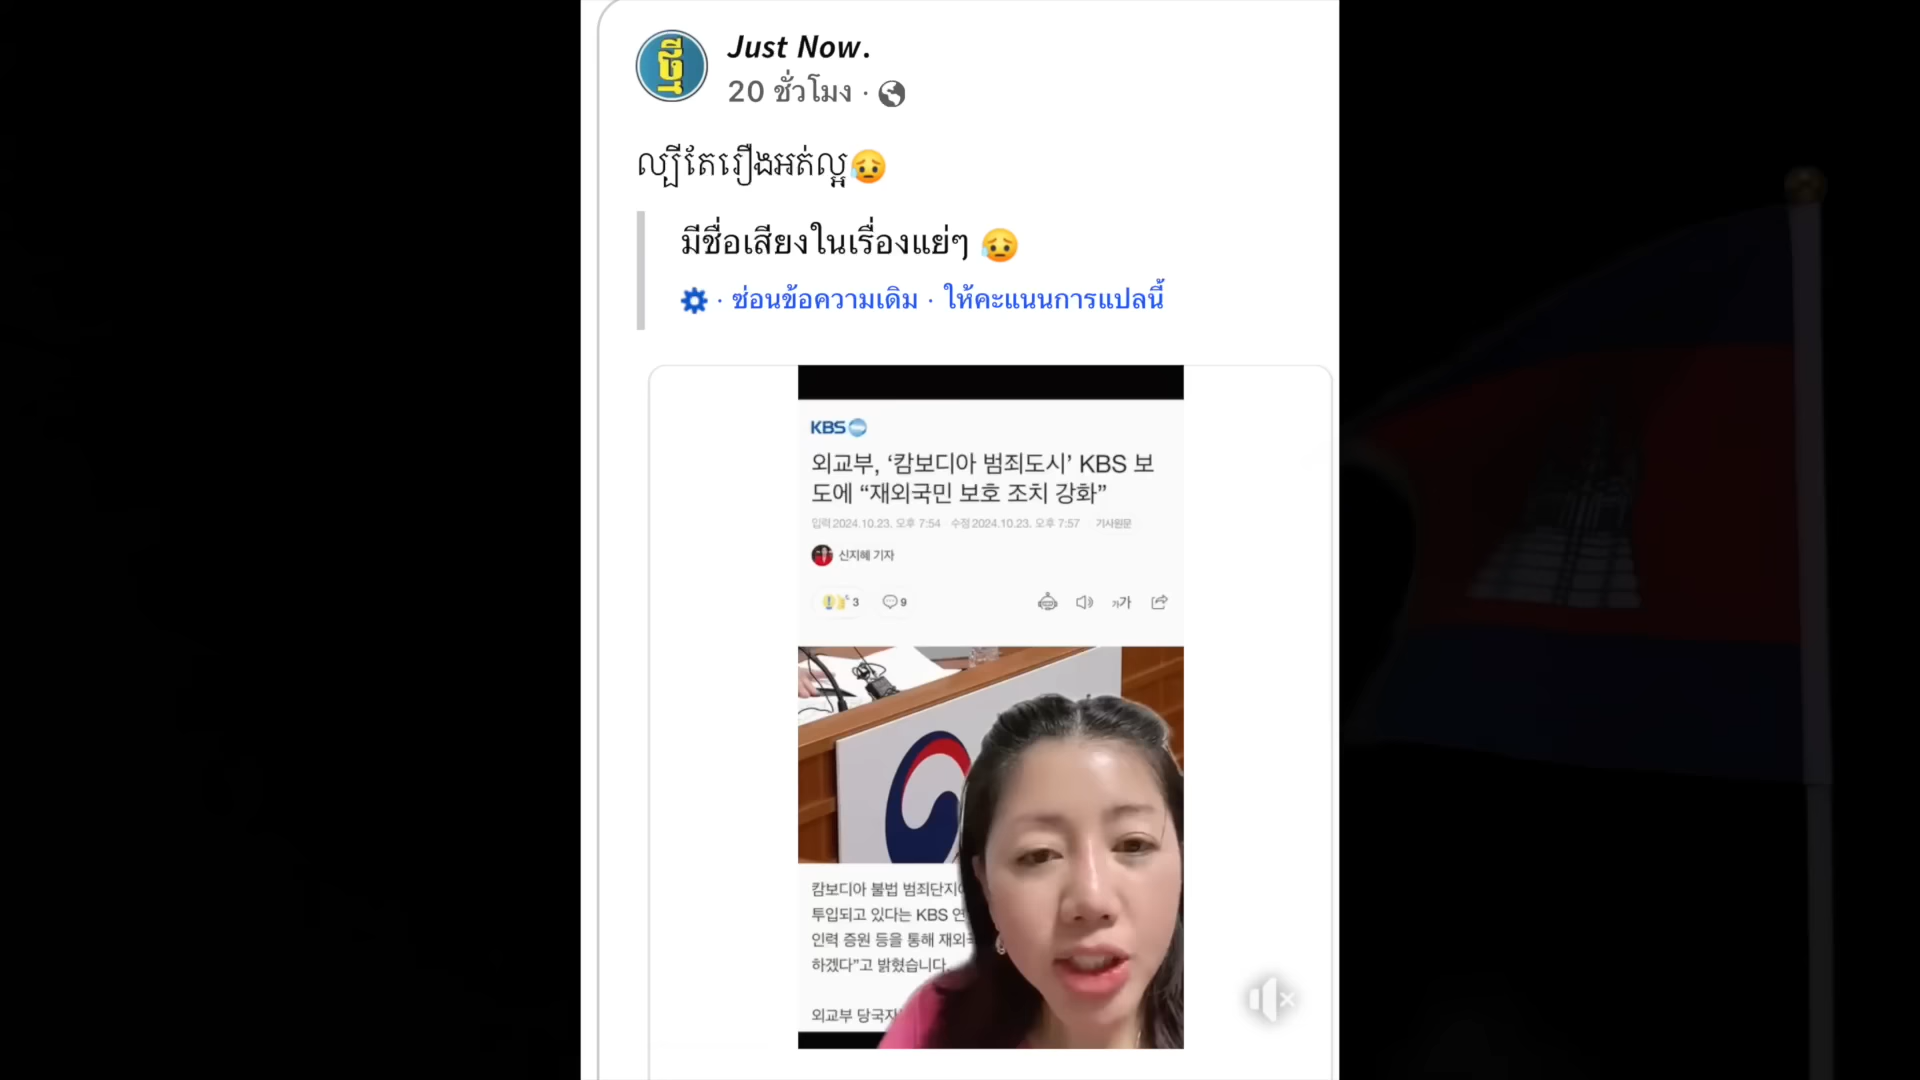 ថ្មី
Just Now.
20 ชั่วโมง ·
ល្បីតែរឿងអត់ល្អ😥
มีชื่อเสียงในเรื่องแย่ๆ 😥
· ซ่อนข้อความเดิม · ให้คะแนนการแปลนี้
KBS
외교부, ‘캄보디아 범죄도시’ KBS 보
도에 “재외국민 보호 조치 강화”
입력 2024.10.23. 오후 7:54 수정 2024.10.23. 오후 7:57 기사원문
신지혜 기자
3 9 가가
캄보디아 불법 범죄단지에
투입되고 있다는 KBS 연
인력 증원 등을 통해 재외국
하겠다”고 밝혔습니다.
외교부 당국자